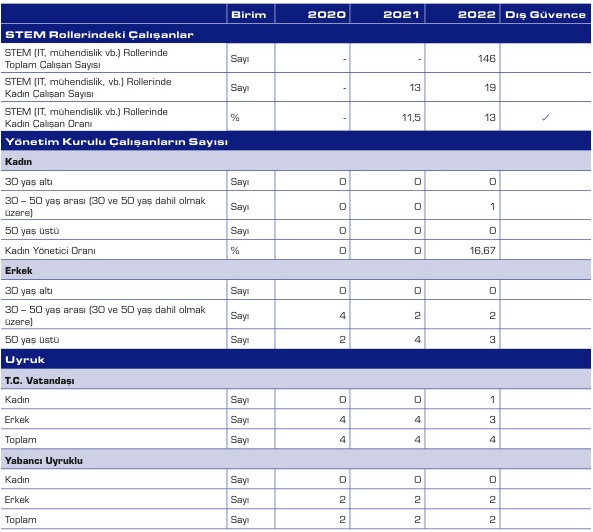 Birim 2020 2021 2022 Dış Güvence
STEM Rollerindeki Çalışanlar
STEM (IT, mühendislik vb.) Rollerinde
Toplam Çalışan Sayısı Sayı - - 146
STEM (IT, mühendislik, vb.) Rollerinde
Kadın Çalışan Sayısı Sayı - 13 19
STEM (IT, mühendislik vb.) Rollerinde
Kadın Çalışan Oranı % - 11,5 13 ✓
Yönetim Kurulu Çalışanların Sayısı
Kadın
30 yaş altı Sayı 0 0 0
30 – 50 yaş arası (30 ve 50 yaş dahil olmak
üzere) Sayı 0 0 1
50 yaş üstü Sayı 0 0 0
Kadın Yönetici Oranı % 0 0 16,67
Erkek
30 yaş altı Sayı 0 0 0
30 – 50 yaş arası (30 ve 50 yaş dahil olmak
üzere) Sayı 4 2 2
50 yaş üstü Sayı 2 4 3
Uyruk
T.C. Vatandaşı
Kadın Sayı 0 0 1
Erkek Sayı 4 4 3
Toplam Sayı 4 4 4
Yabancı Uyruklu
Kadın Sayı 0 0 0
Erkek Sayı 2 2 2
Toplam Sayı 2 2 2